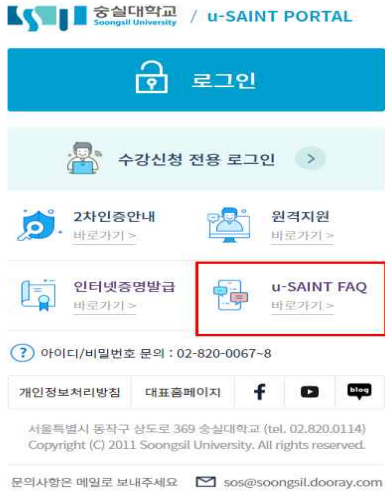 숭실대학교
Soongsil University / u-SAINT PORTAL
로그인
수강신청 전용 로그인 >
2차인증안내
바로가기 >
원격지원
바로가기 >
인터넷증명발급
바로가기 >
u-SAINT FAQ
바로가기 >
? 아이디/비밀번호 문의 : 02-820-0067~8
개인정보처리방침 대표홈페이지 f blog
서울특별시 동작구 상도로 369 숭실대학교 (tel. 02.820.0114)
Copyright (C) 2011 Soongsil University. All rights reserved.
문의사항은 메일로 보내주세요 sos@soongsil.dooray.com